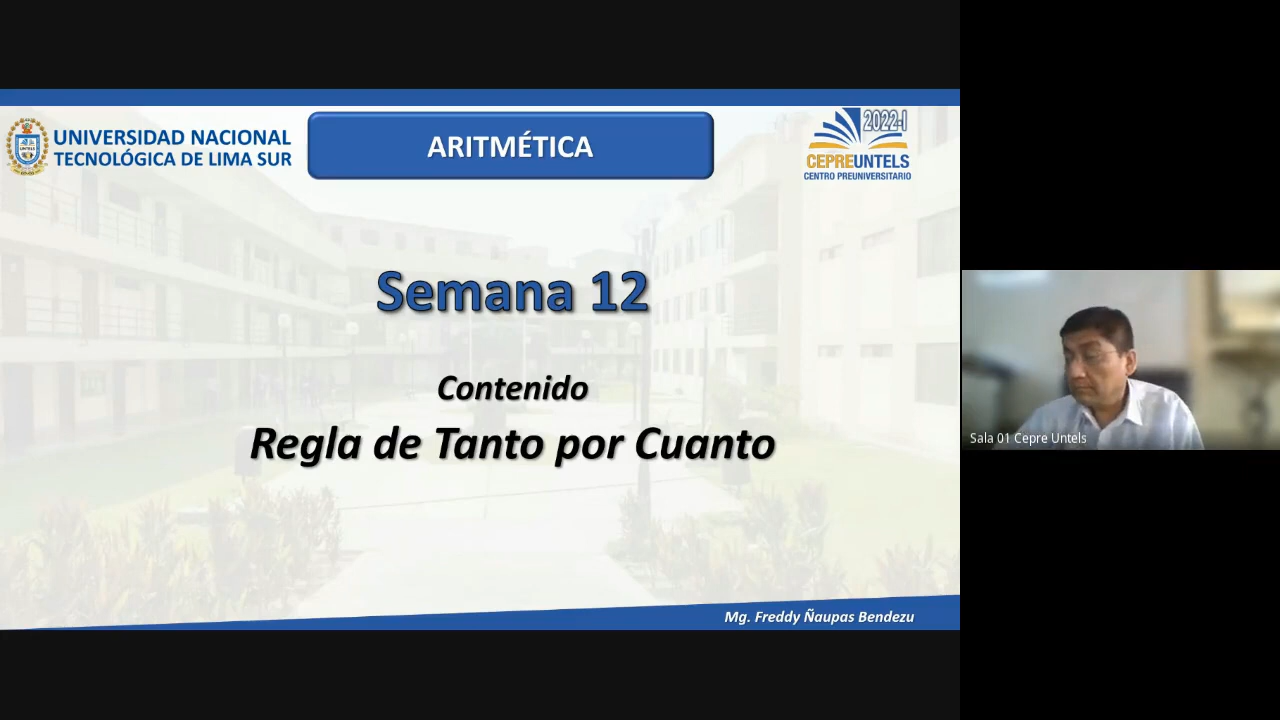 UNIVERSIDAD NACIONAL
TECNOLÓGICA DE LIMA SUR
ARITMÉTICA
2022-I
CEPREUNTELS
CENTRO PREUNIVERSITARIO
Semana 12
Contenido
Regla de Tanto por Cuanto
Mg. Freddy Ñaupas Bendezu
Sala 01 Cepre Untels